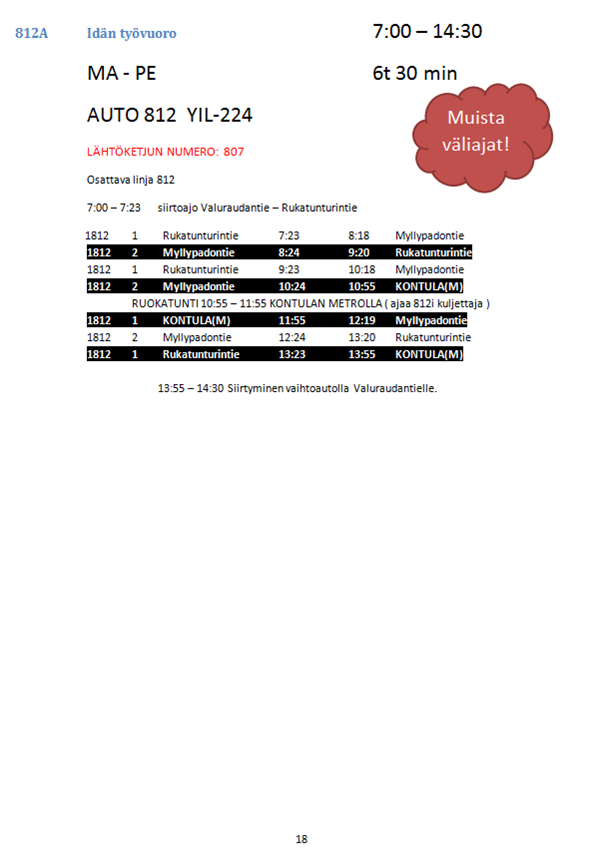 812A Idän työvuoro 7:00 – 14:30
MA - PE 6t 30 min
AUTO 812 YIL-224
Muista
väliajat!
LÄHTÖKETJUN NUMERO: 807
Osattava linja 812
7:00 – 7:23 siirtoajo Valuraudantie – Rukatunturintie
1812 1 Rukatunturintie 7:23 8:18 Myllypadontie
1812 2 Myllypadontie 8:24 9:20 Rukatunturintie
1812 1 Rukatunturintie 9:23 10:18 Myllypadontie
1812 2 Myllypadontie 10:24 10:55 KONTULA(M)
RUOKATUNTI 10:55 – 11:55 KONTULAN METROLLA ( ajaa 812i kuljettaja )
1812 1 KONTULA(M) 11:55 12:19 Myllypadontie
1812 2 Myllypadontie 12:24 13:20 Rukatunturintie
1812 1 Rukatunturintie 13:23 13:55 KONTULA(M)
13:55 – 14:30 Siirtyminen vaihtoautolla Valuraudantielle.
18